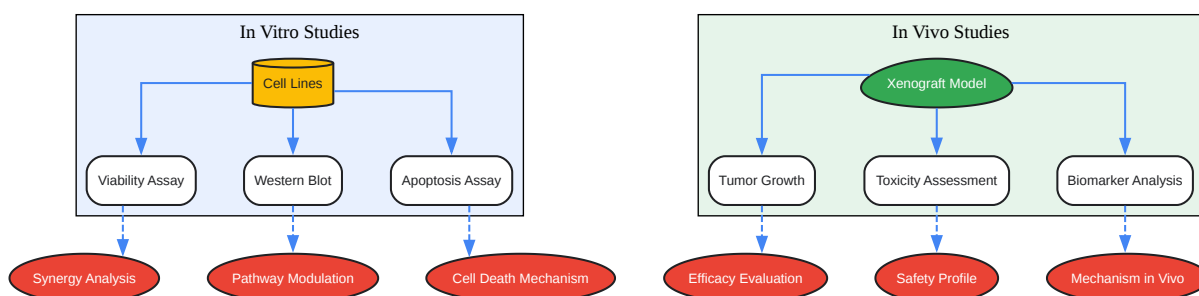 In Vitro Studies
In Vivo Studies
Cell Lines
Xenograft Model
Viability Assay
Western Blot
Apoptosis Assay
Tumor Growth
Toxicity Assessment
Biomarker Analysis
Synergy Analysis
Pathway Modulation
Cell Death Mechanism
Efficacy Evaluation
Safety Profile
Mechanism in Vivo